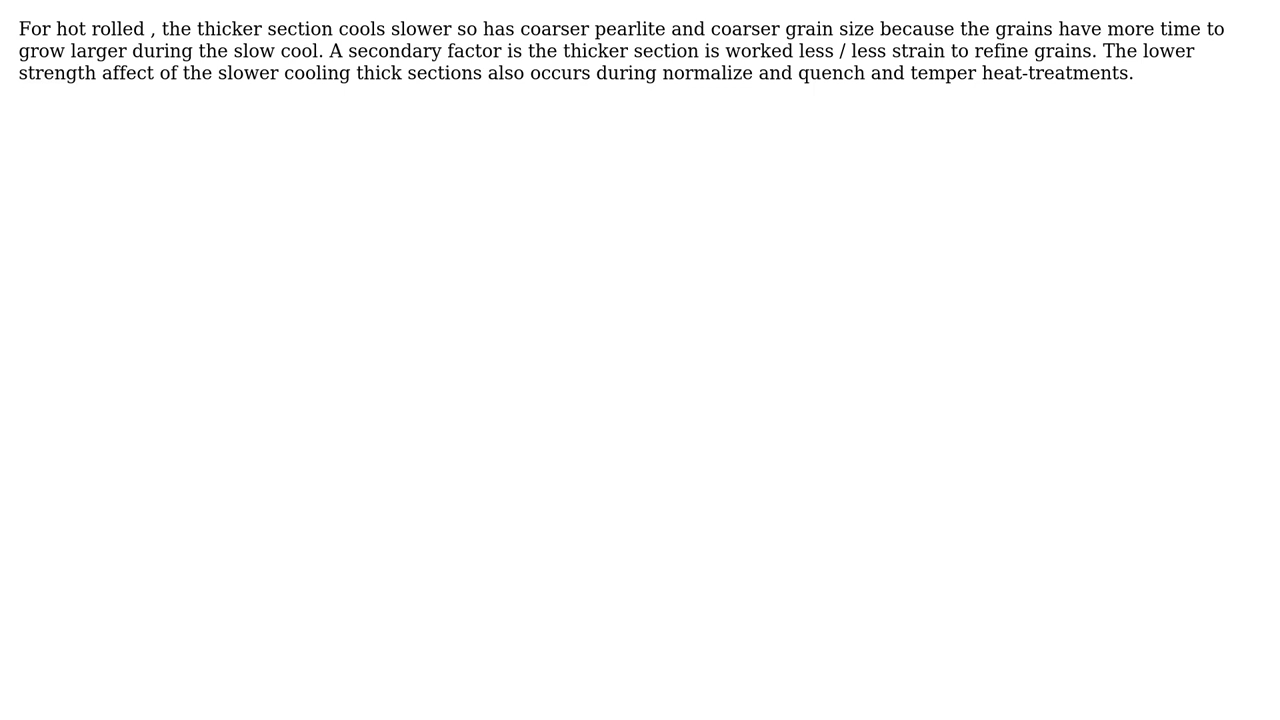 For hot rolled , the thicker section cools slower so has coarser pearlite and coarser grain size because the grains have more time to
grow larger during the slow cool. A secondary factor is the thicker section is worked less / less strain to refine grains. The lower
strength affect of the slower cooling thick sections also occurs during normalize and quench and temper heat-treatments.